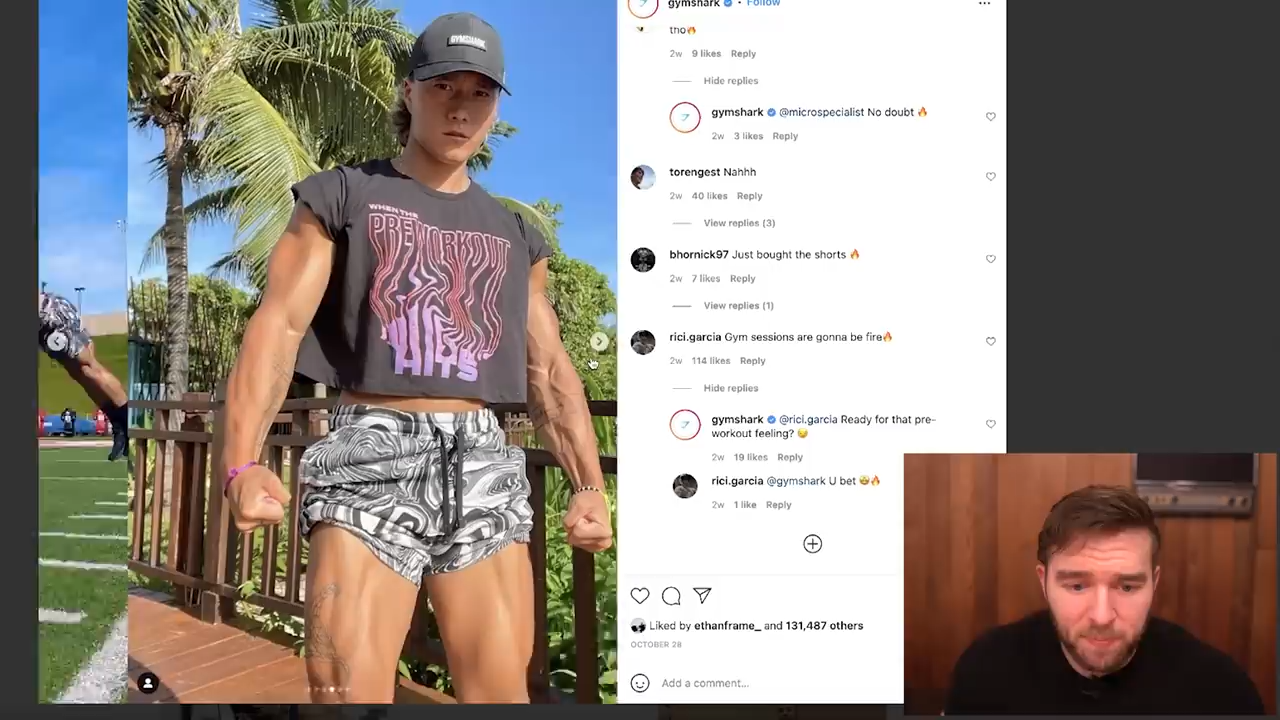 gymshark • Follow
tho🔥
2w 9 likes Reply
Hide replies
gymshark @microspecialist No doubt 🔥
2w 3 likes Reply
torengest Nahhh
2w 40 likes Reply
View replies (3)
bhornick97 Just bought the shorts 🔥
2w 7 likes Reply
View replies (1)
rici.garcia Gym sessions are gonna be fire🔥
2w 114 likes Reply
Hide replies
gymshark @rici.garcia Ready for that pre-
workout feeling? 😏
2w 19 likes Reply
rici.garcia @gymshark U bet 🤩🔥
2w 1 like Reply
Liked by ethanframe_ and 131,487 others
OCTOBER 28
Add a comment...
GYMSHARK
WHEN THE
PREWORKOUT
HITS